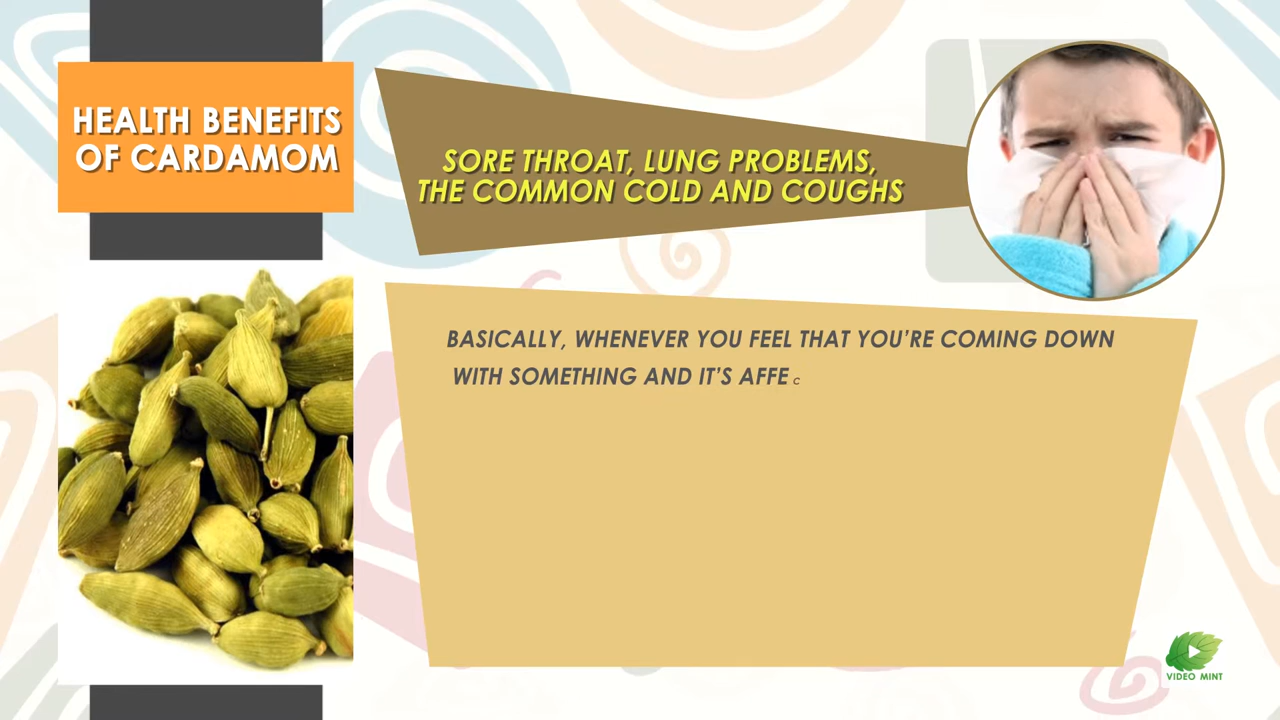 HEALTH BENEFITS
OF CARDAMOM
SORE THROAT, LUNG PROBLEMS,
THE COMMON COLD AND COUGHS
BASICALLY, WHENEVER YOU FEEL THAT YOU'RE COMING DOWN
WITH SOMETHING AND IT'S AFFEC
VIDEO MINT